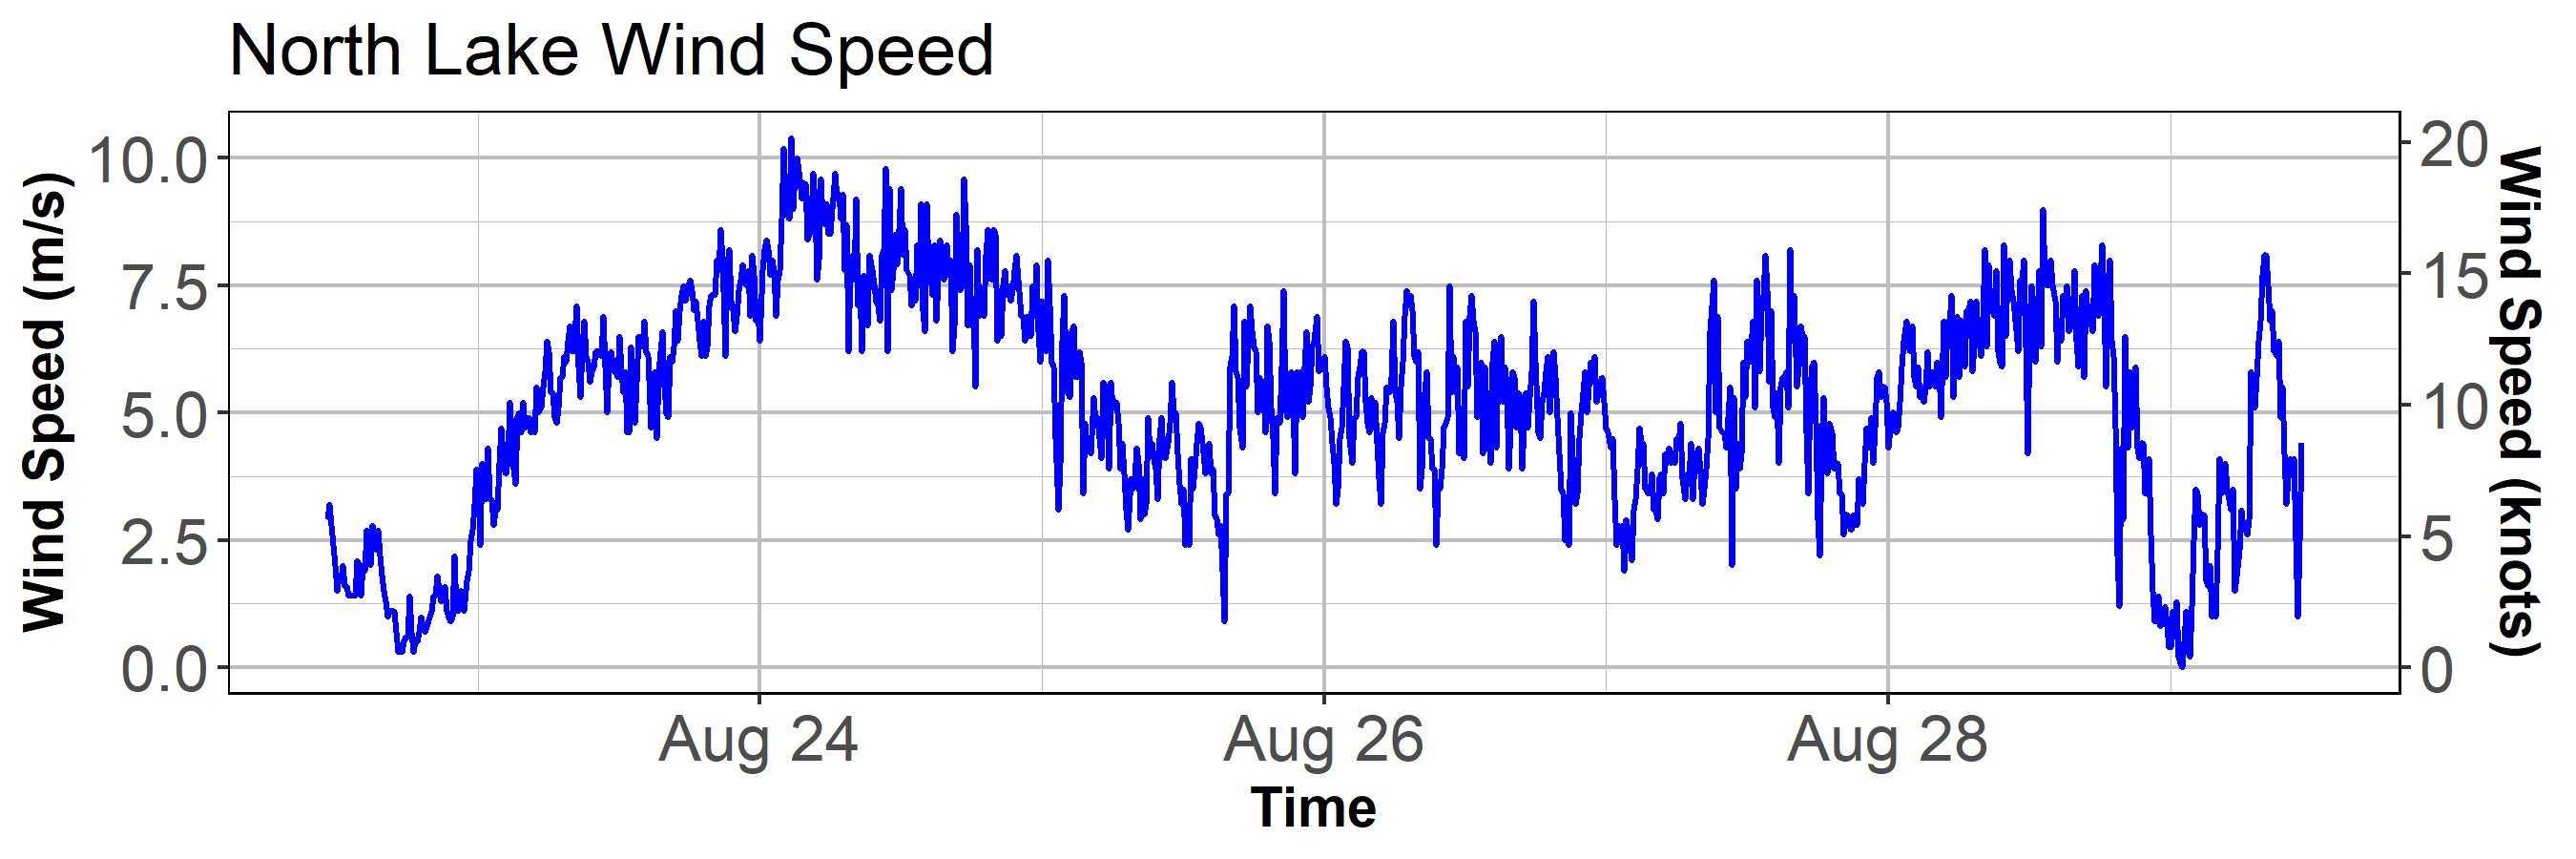 North Lake Wind Speed
Wind Speed (m/s)
10.0
7.5
5.0
2.5
0.0
20
15
10
5
0
Wind Speed (knots)
Aug 24
Aug 26
Aug 28
Time